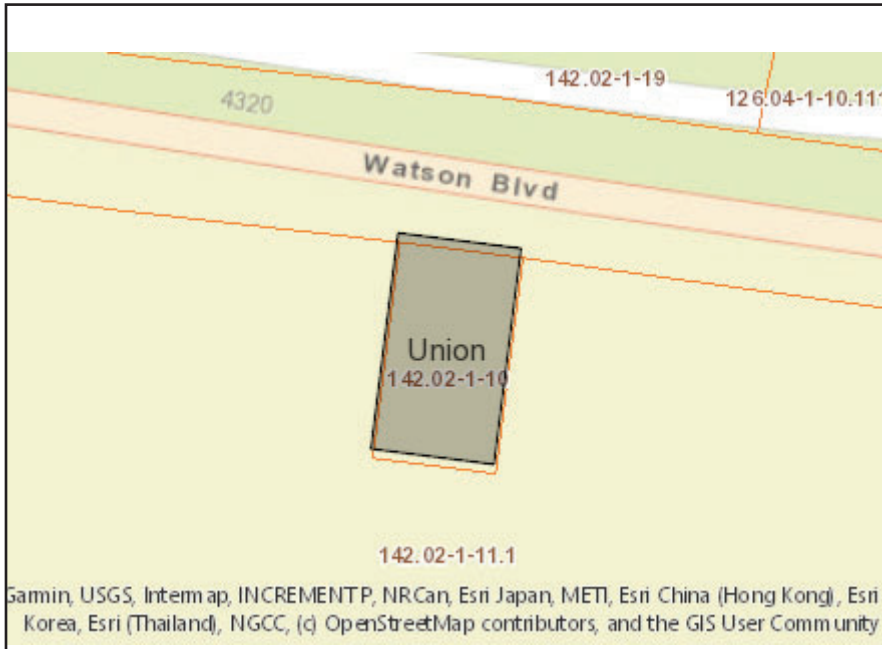 142.02-1-19
126.04-1-10.111
4320
Watson Blvd
Union
142.02-1-10
142.02-1-11.1
Garmin, USGS, Intermap, INCREMENT P, NRCan, Esri Japan, METI, Esri China (Hong Kong), Esri
Korea, Esri (Thailand), NGCC, (c) OpenStreetMap contributors, and the GIS User Community